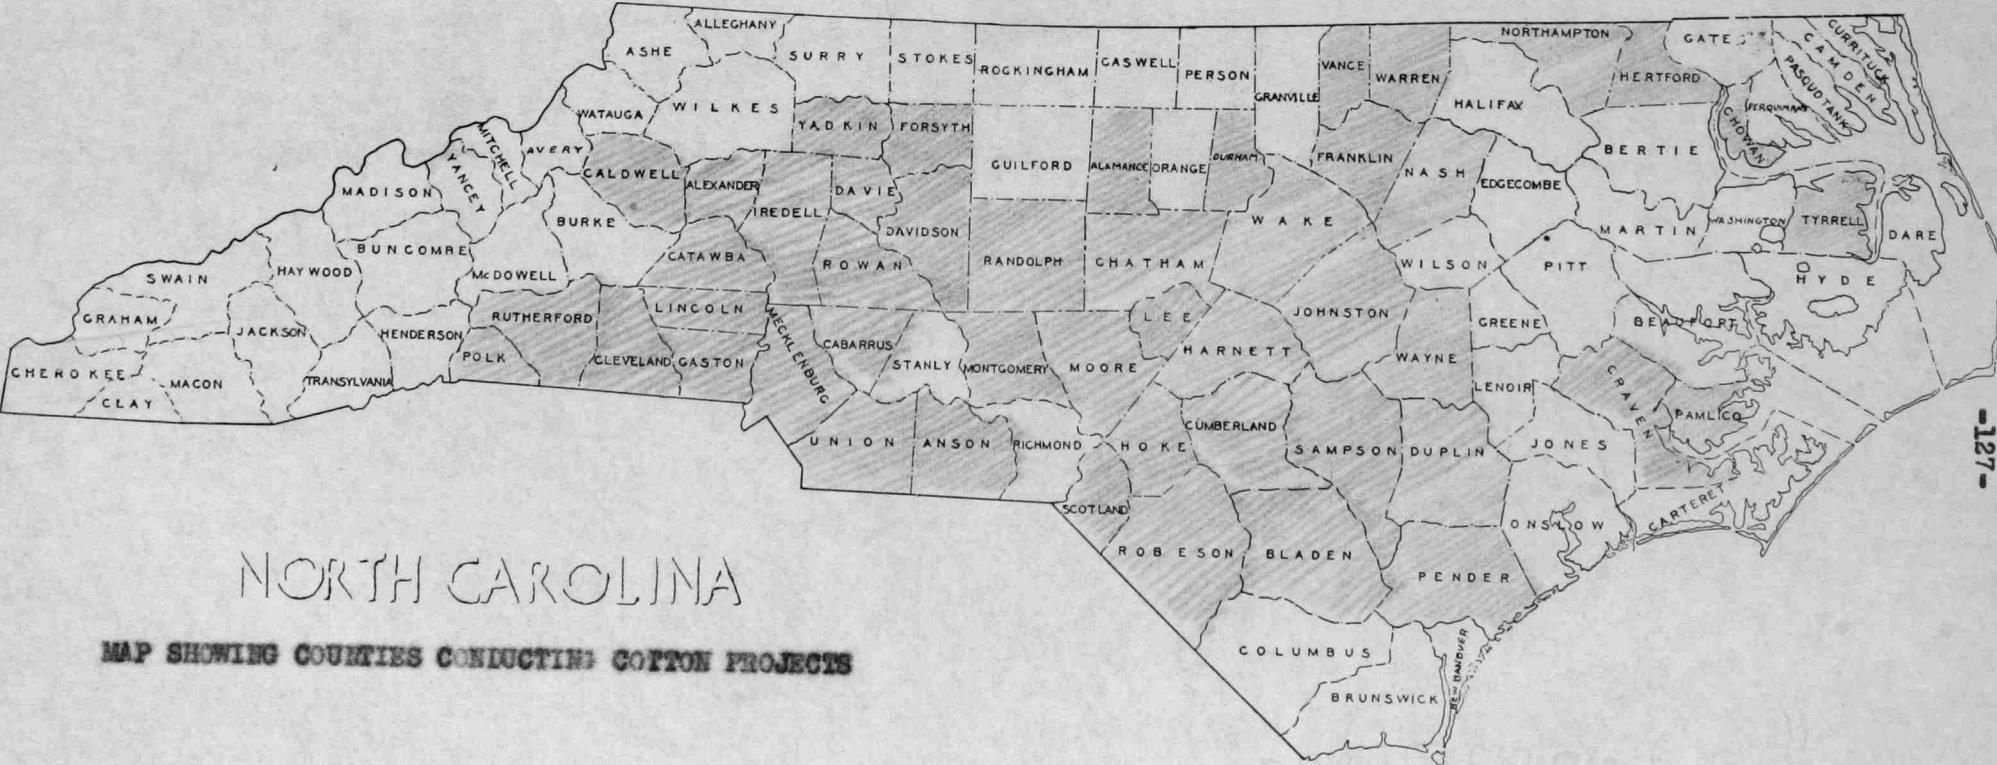 ALLEGHANY
ASHE
SURRY
STOKES
ROCKINGHAM
CASWELL
PERSON
GRANVILLE
VANCE
WARREN
NORTHAMPTON
HERTFORD
GATES
CURRITUCK
CAMDEN
PASQUOTANK
PERQUIMANS
CHOWAN
HALIFAX
WATAUGA
WILKES
YADKIN
FORSYTH
GUILFORD
ALAMANCE
ORANGE
DURHAM
FRANKLIN
NASH
EDGECOMBE
BERTIE
MITCHELL
AVERY
YANCEY
MADISON
CALDWELL
ALEXANDER
IREDELL
DAVIE
DAVIDSON
WAKE
MARTIN
WASHINGTON
TYRRELL
DARE
BURKE
BUNCOMBE
McDOWELL
CATAWBA
ROWAN
RANDOLPH
CHATHAM
WILSON
PITT
HYDE
SWAIN
HAYWOOD
GRAHAM
JACKSON
HENDERSON
RUTHERFORD
LINCOLN
MECKLENBURG
CABARRUS
LEE
JOHNSTON
GREENE
BEAUFORT
CHEROKEE
MACON
CLAY
TRANSYLVANIA
POLK
CLEVELAND
GASTON
STANLY
MONTGOMERY
MOORE
HARNETT
WAYNE
LENOIR
CRAVEN
PAMLICO
UNION
ANSON
RICHMOND
HOKE
CUMBERLAND
SAMPSON
DUPLIN
JONES
SCOTLAND
ONSLOW
CARTERET
ROBESON
BLADEN
PENDER
COLUMBUS
BRUNSWICK
NEW HANOVER
NORTH CAROLINA
MAP SHOWING COUNTIES CONDUCTING COTTON PROJECTS
-127-